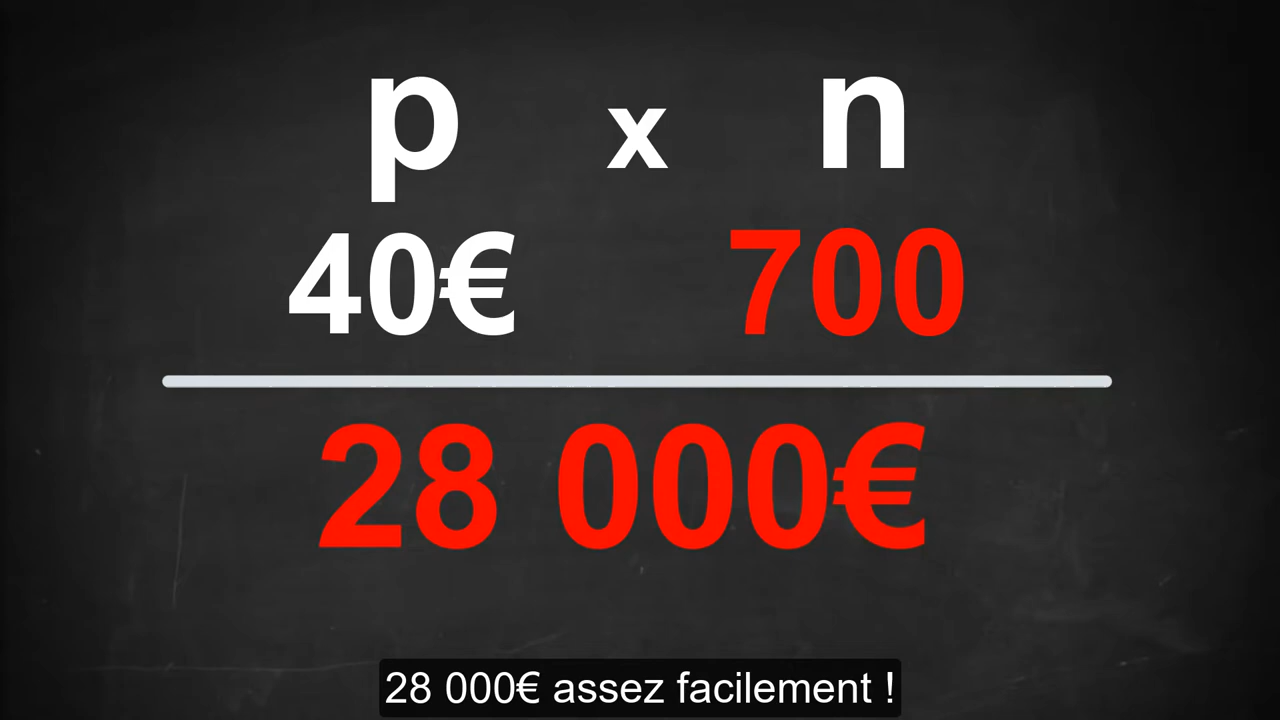 p x n
40€ 700
28 000€
28 000€ assez facilement !